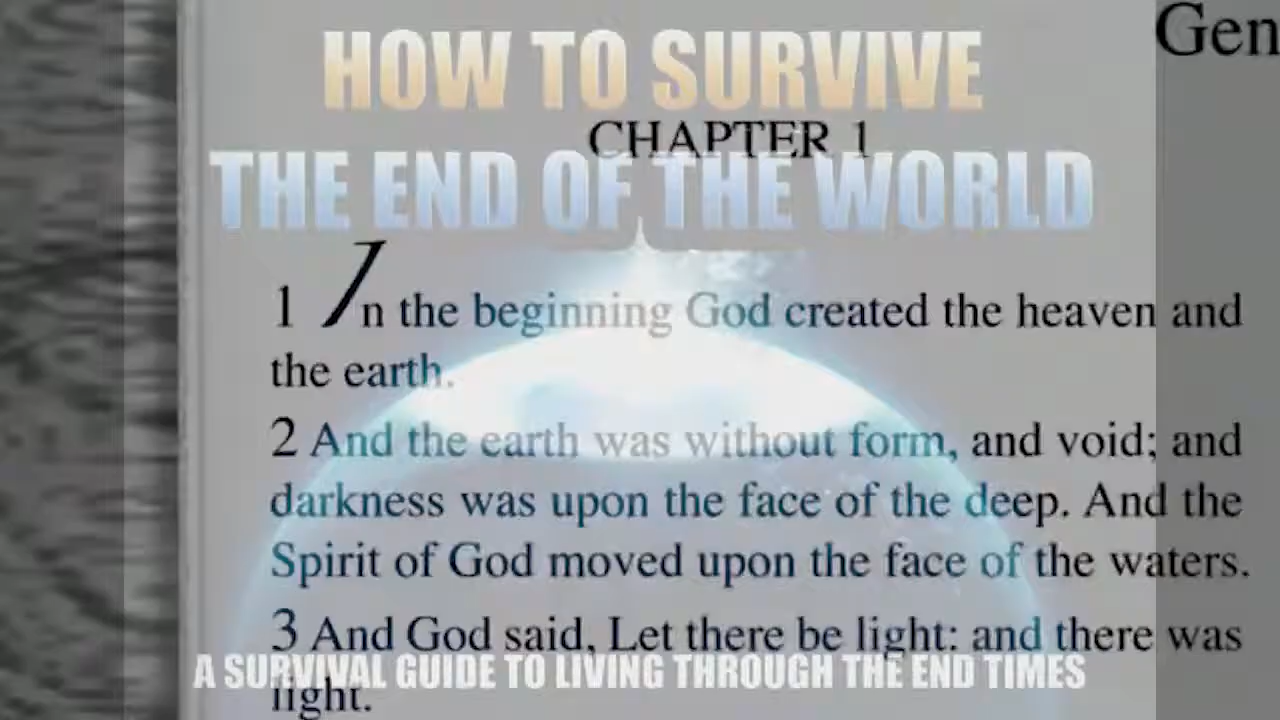 Gen
HOW TO SURVIVE
CHAPTER 1
THE END OF THE WORLD
1 In the beginning God created the heaven and
the earth.
2 And the earth was without form, and void; and
darkness was upon the face of the deep. And the
Spirit of God moved upon the face of the waters.
3 And God said, Let there be light: and there was
A SURVIVAL GUIDE TO LIVING THROUGH THE END TIMES
light.